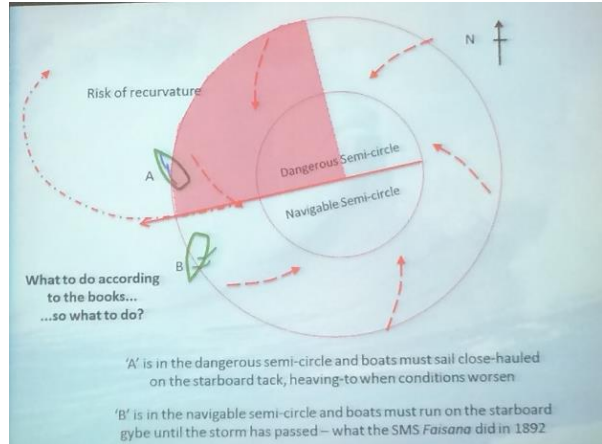 N
Risk of recurvature
A
Dangerous Semi-circle
Navigable Semi-circle
B
What to do according
to the books...
...so what to do?
'A' is in the dangerous semi-circle and boats must sail close-hauled
on the starboard tack, heaving-to when conditions worsen
'B' is in the navigable semi-circle and boats must run on the starboard
gybe until the storm has passed – what the SMS Faisana did in 1892